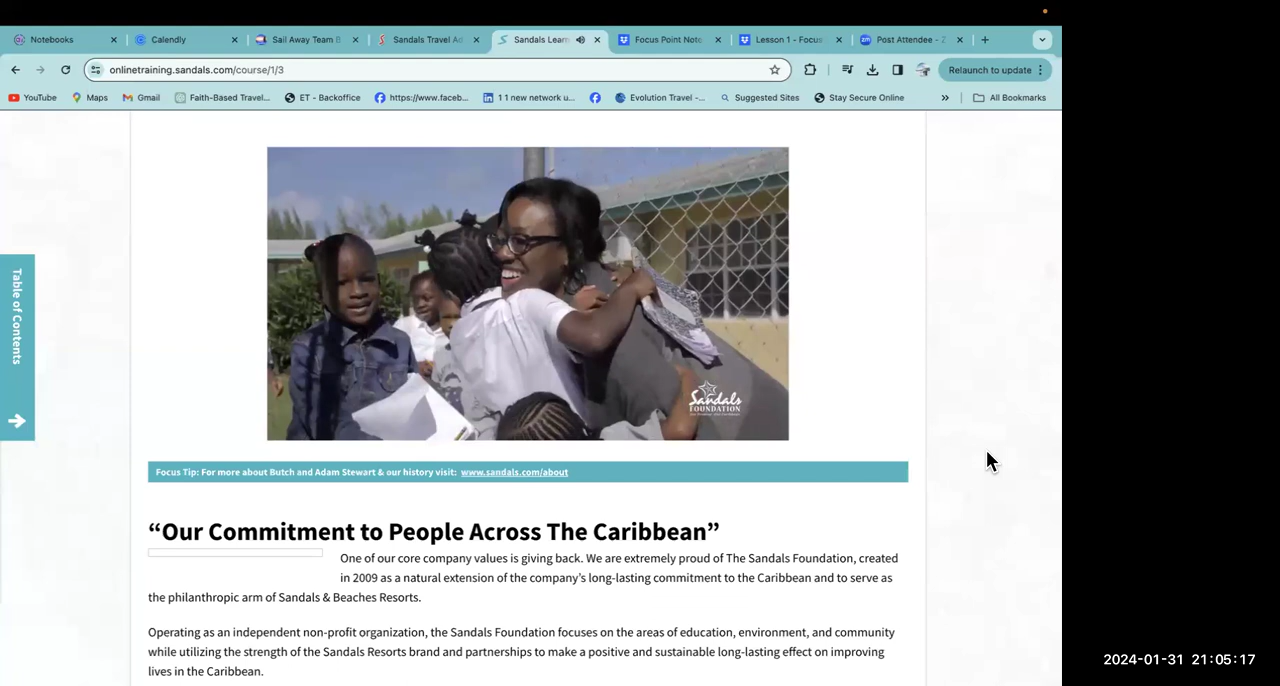 Notebooks
Calendly
Sail Away Team B
Sandals Travel Ad
Sandals Learn
Focus Point Note
Lesson 1 - Focus
Post Attendee - Z
onlinetraining.sandals.com/course/1/3
Relaunch to update
YouTube
Maps
Gmail
Faith-Based Travel...
ET - Backoffice
https://www.faceb...
1 1 new network u...
Evolution Travel -...
Suggested Sites
Stay Secure Online
»
All Bookmarks
Table of Contents
Sandals
FOUNDATION
Focus Tip: For more about Butch and Adam Stewart & our history visit: www.sandals.com/about
“Our Commitment to People Across The Caribbean”
One of our core company values is giving back. We are extremely proud of The Sandals Foundation, created
in 2009 as a natural extension of the company’s long-lasting commitment to the Caribbean and to serve as
the philanthropic arm of Sandals & Beaches Resorts.
Operating as an independent non-profit organization, the Sandals Foundation focuses on the areas of education, environment, and community
while utilizing the strength of the Sandals Resorts brand and partnerships to make a positive and sustainable long-lasting effect on improving
lives in the Caribbean.
2024-01-31 21:05:17